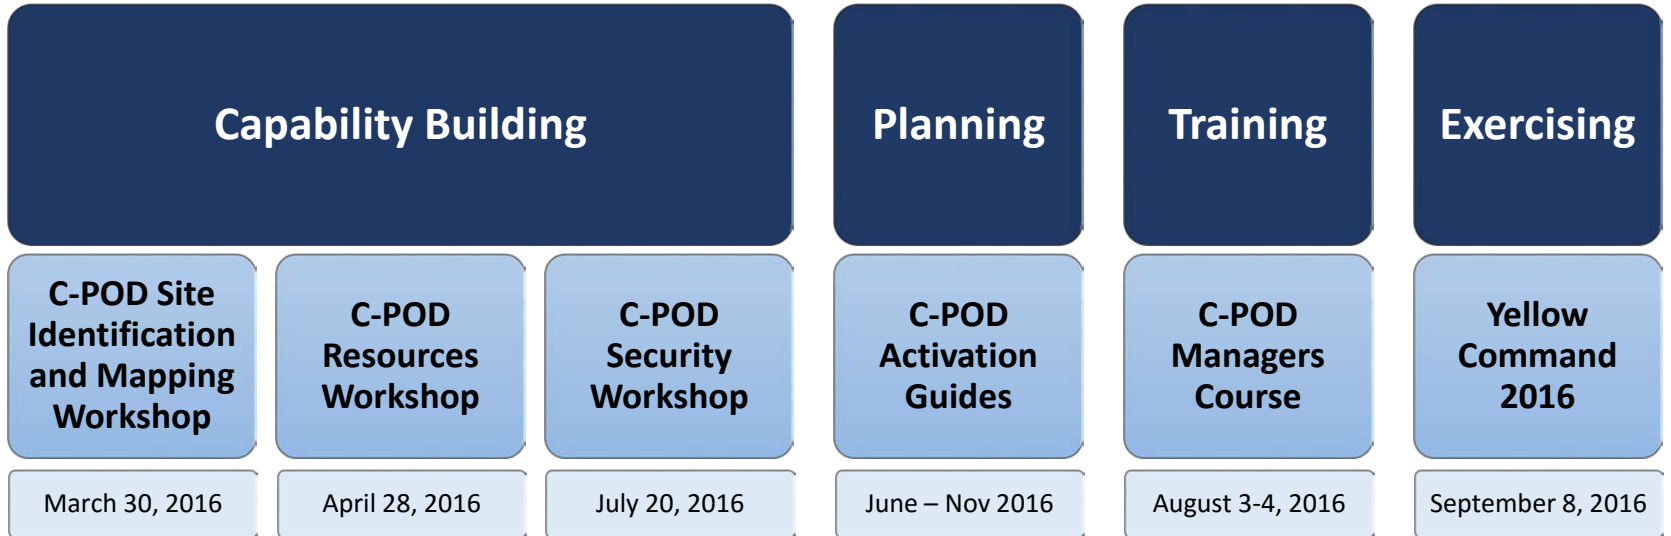 Capability Building
Planning
Training
Exercising
C-POD Site
Identification
and Mapping
Workshop
C-POD
Resources
Workshop
C-POD
Security
Workshop
C-POD
Activation
Guides
C-POD
Managers
Course
Yellow
Command
2016
March 30, 2016
April 28, 2016
July 20, 2016
June – Nov 2016
August 3-4, 2016
September 8, 2016